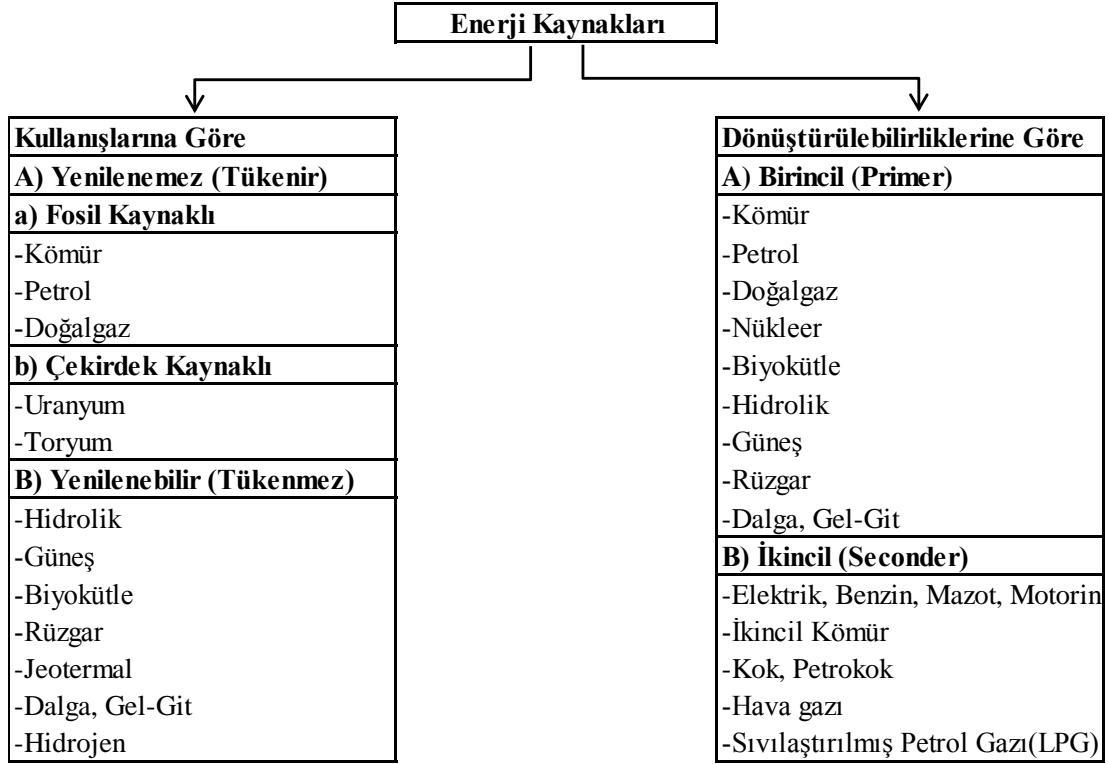 Enerji Kaynakları
Kullanışlarına Göre
A) Yenilenemez (Tükenir)
a) Fosil Kaynaklı
-Kömür
-Petrol
-Doğalgaz
b) Çekirdek Kaynaklı
-Uranyum
-Toryum
B) Yenilenebilir (Tükenmez)
-Hidrolik
-Güneş
-Biyokütle
-Rüzgar
-Jeotermal
-Dalga, Gel-Git
-Hidrojen
Dönüştürülebilirliklerine Göre
A) Birincil (Primer)
-Kömür
-Petrol
-Doğalgaz
-Nükleer
-Biyokütle
-Hidrolik
-Güneş
-Rüzgar
-Dalga, Gel-Git
B) İkincil (Seconder)
-Elektrik, Benzin, Mazot, Motorin
-İkincil Kömür
-Kok, Petrokok
-Hava gazı
-Sıvılaştırılmış Petrol Gazı(LPG)